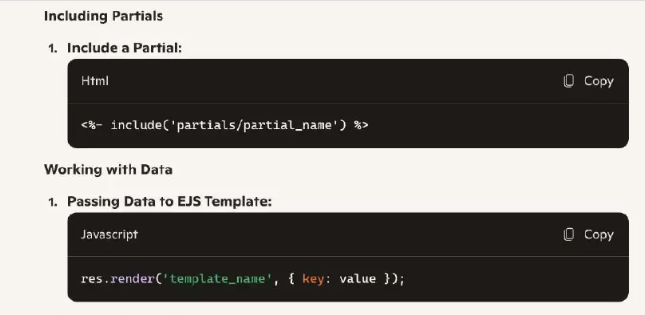 Including Partials
1. Include a Partial:
Html
Copy
<%- include('partials/partial_name') %>
Working with Data
1. Passing Data to EJS Template:
Javascript
Copy
res.render('template_name', { key: value });